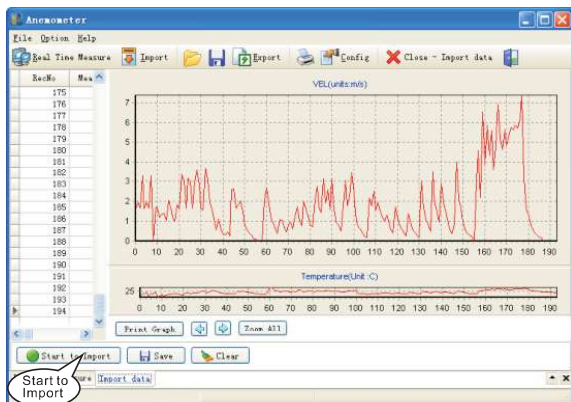 Anemometer
File Option Help
Real Time Measure Import Export Config Close - Import data
RecNo Mea
175
176
177
178
179
180
181
182
183
184
185
186
187
188
189
190
191
192
193
194
VEL(units:m/s)
7
6
5
4
3
2
1
0
0 10 20 30 40 50 60 70 80 90 100 110 120 130 140 150 160 170 180 190
Temperature(Unit :C)
25
0 10 20 30 40 50 60 70 80 90 100 110 120 130 140 150 160 170 180 190
Print Graph Zoom All
Start to Import Save Clear
Start to
Import
ure Import data